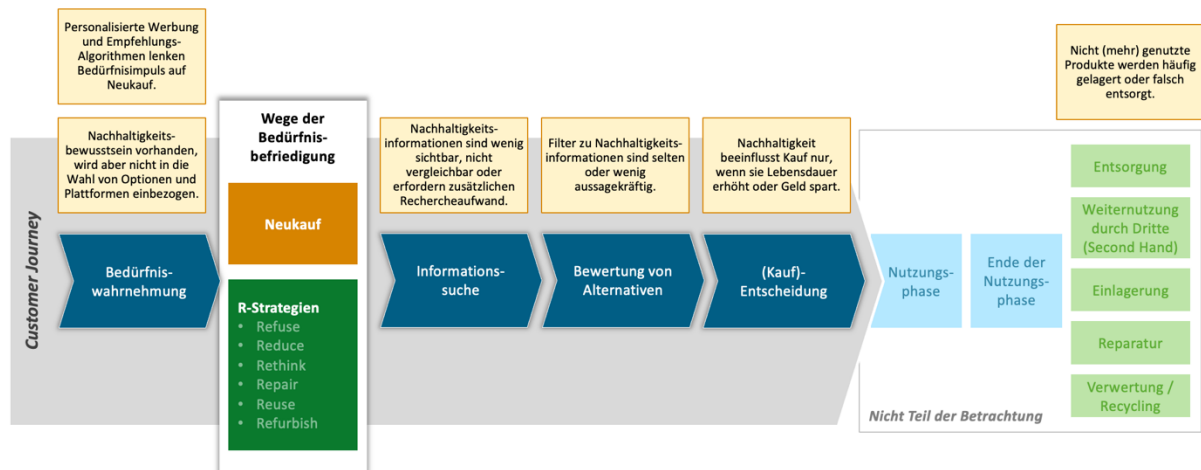 Personalisierte Werbung
und Empfehlungs-
Algorithmen lenken
Bedürfnisimpuls auf
Neukauf.
Nachhaltigkeits-
bewusstsein vorhanden,
wird aber nicht in die
Wahl von Optionen und
Plattformen einbezogen.
Customer Journey
Bedürfnis-
wahrnehmung
Wege der
Bedürfnis-
befriedigung
Neukauf
R-Strategien
• Refuse
• Reduce
• Rethink
• Repair
• Reuse
• Refurbish
Nachhaltigkeits-
informationen sind wenig
sichtbar, nicht
vergleichbar oder
erfordern zusätzlichen
Rechercheaufwand.
Informations-
suche
Filter zu Nachhaltigkeits-
informationen sind selten
oder wenig
aussagekräftig.
Bewertung von
Alternativen
Nachhaltigkeit
beeinflusst Kauf nur,
wenn sie Lebensdauer
erhöht oder Geld spart.
(Kauf)-
Entscheidung
Nutzungs-
phase
Ende der
Nutzungs-
phase
Nicht (mehr) genutzte
Produkte werden häufig
gelagert oder falsch
entsorgt.
Entsorgung
Weiternutzung
durch Dritte
(Second Hand)
Einlagerung
Reparatur
Verwertung /
Recycling
Nicht Teil der Betrachtung